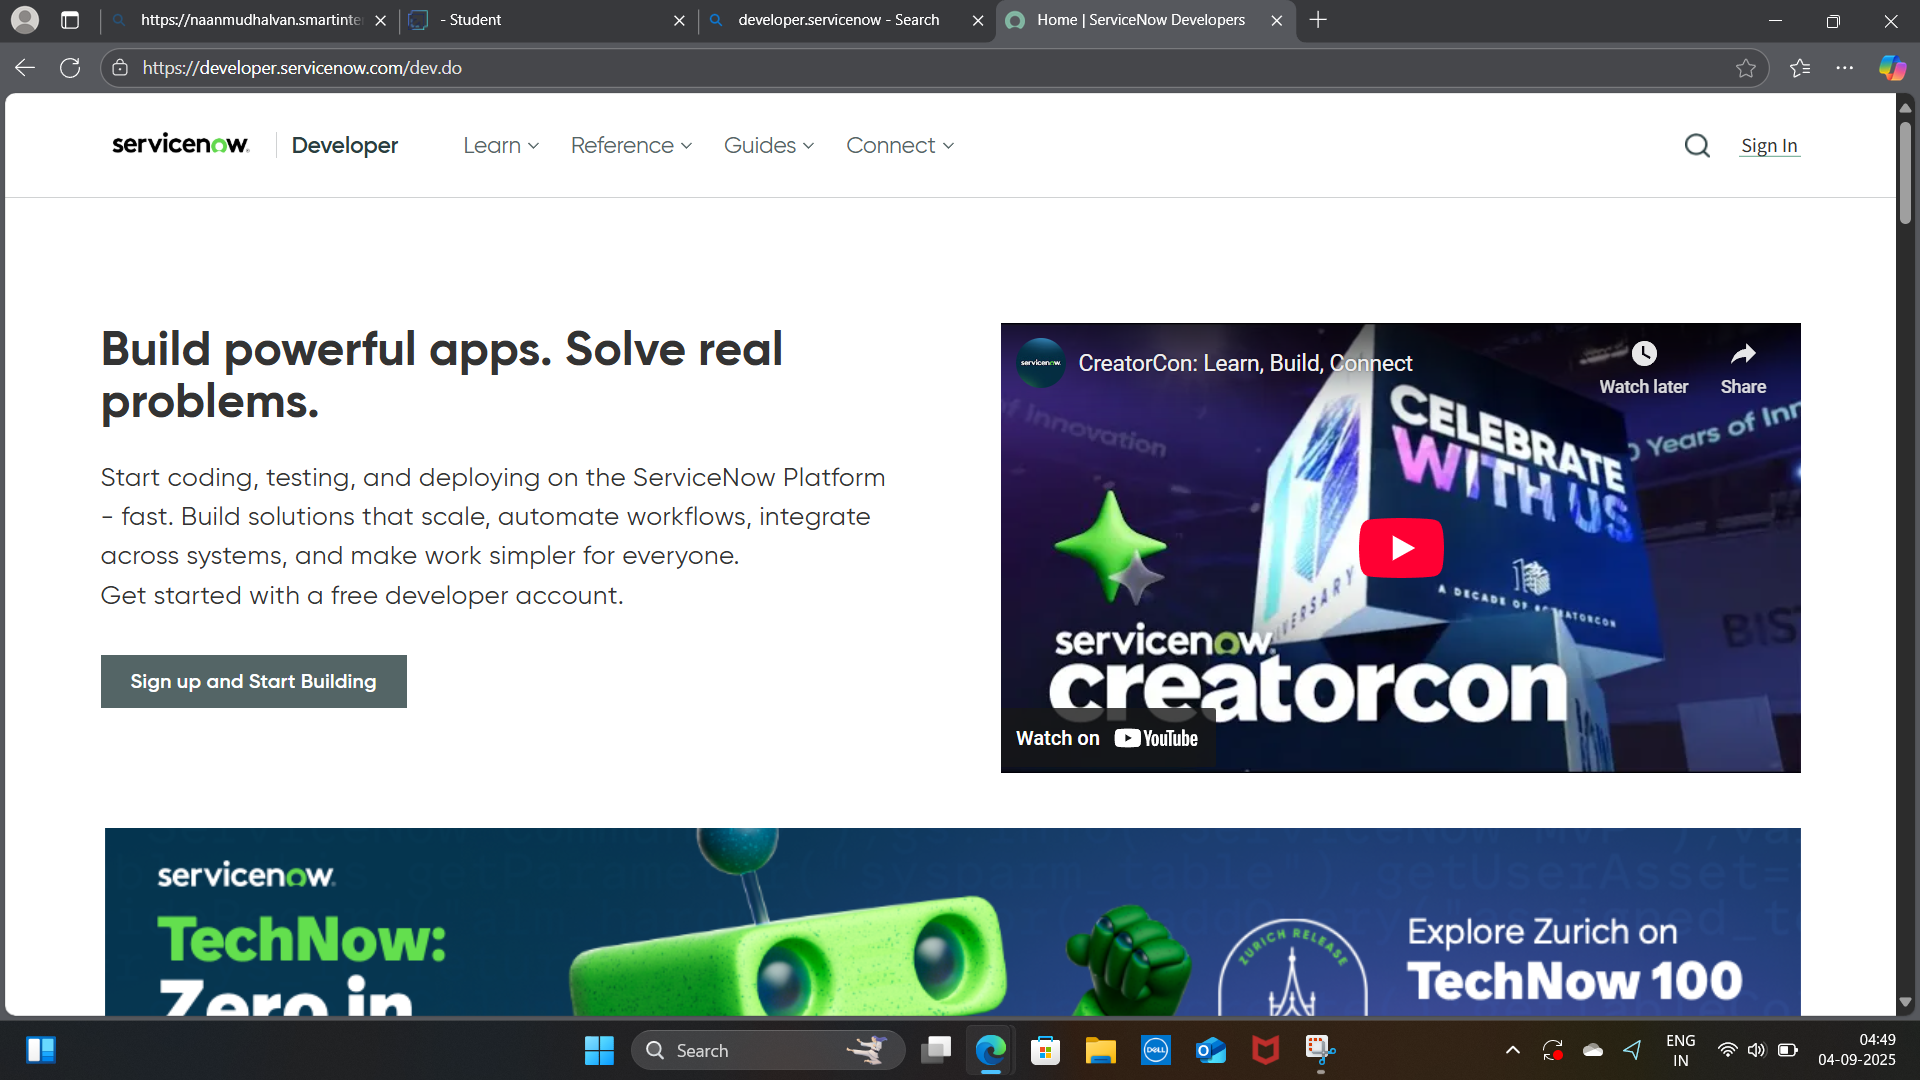 https://naanmudhalvan.smartinte
- Student
developer.servicenow - Search
Home | ServiceNow Developers
https://developer.servicenow.com/dev.do
servicenow.
Developer
Learn
Reference
Guides
Connect
Sign In
Build powerful apps. Solve real
problems.
Start coding, testing, and deploying on the ServiceNow Platform
- fast. Build solutions that scale, automate workflows, integrate
across systems, and make work simpler for everyone.
Get started with a free developer account.
Sign up and Start Building
servicenow.
CreatorCon: Learn, Build, Connect
Watch later
Share
of Innovation
Years of Inn
CELEBRATE
WITH US
VERSARY
A DECADE OF CREATORCON
BIS
servicenow.
creatorcon
Watch on YouTube
servicenow.
TechNow:
Zero in
ZURICH RELEASE
Explore Zurich on
TechNow 100
Search
DELL
ENG
IN
04:49
04-09-2025